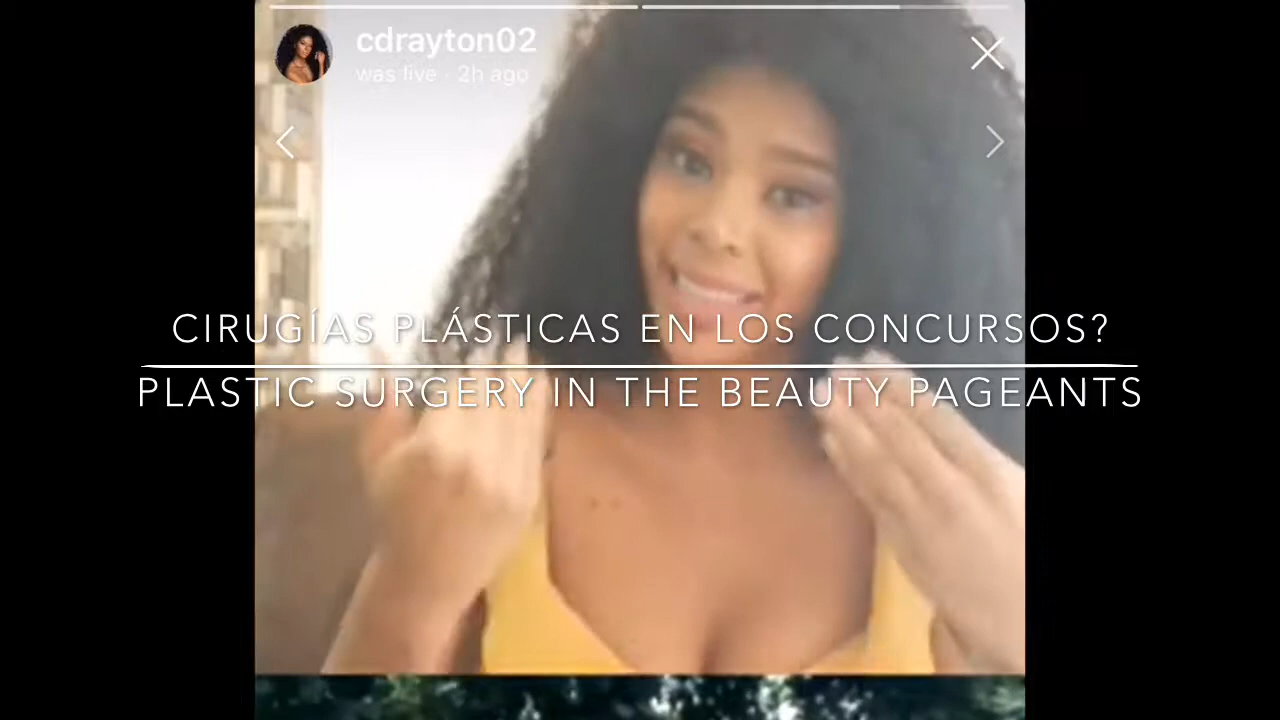 cdrayton02
was live · 2h ago
CIRUGÍAS PLÁSTICAS EN LOS CONCURSOS?
PLASTIC SURGERY IN THE BEAUTY PAGEANTS